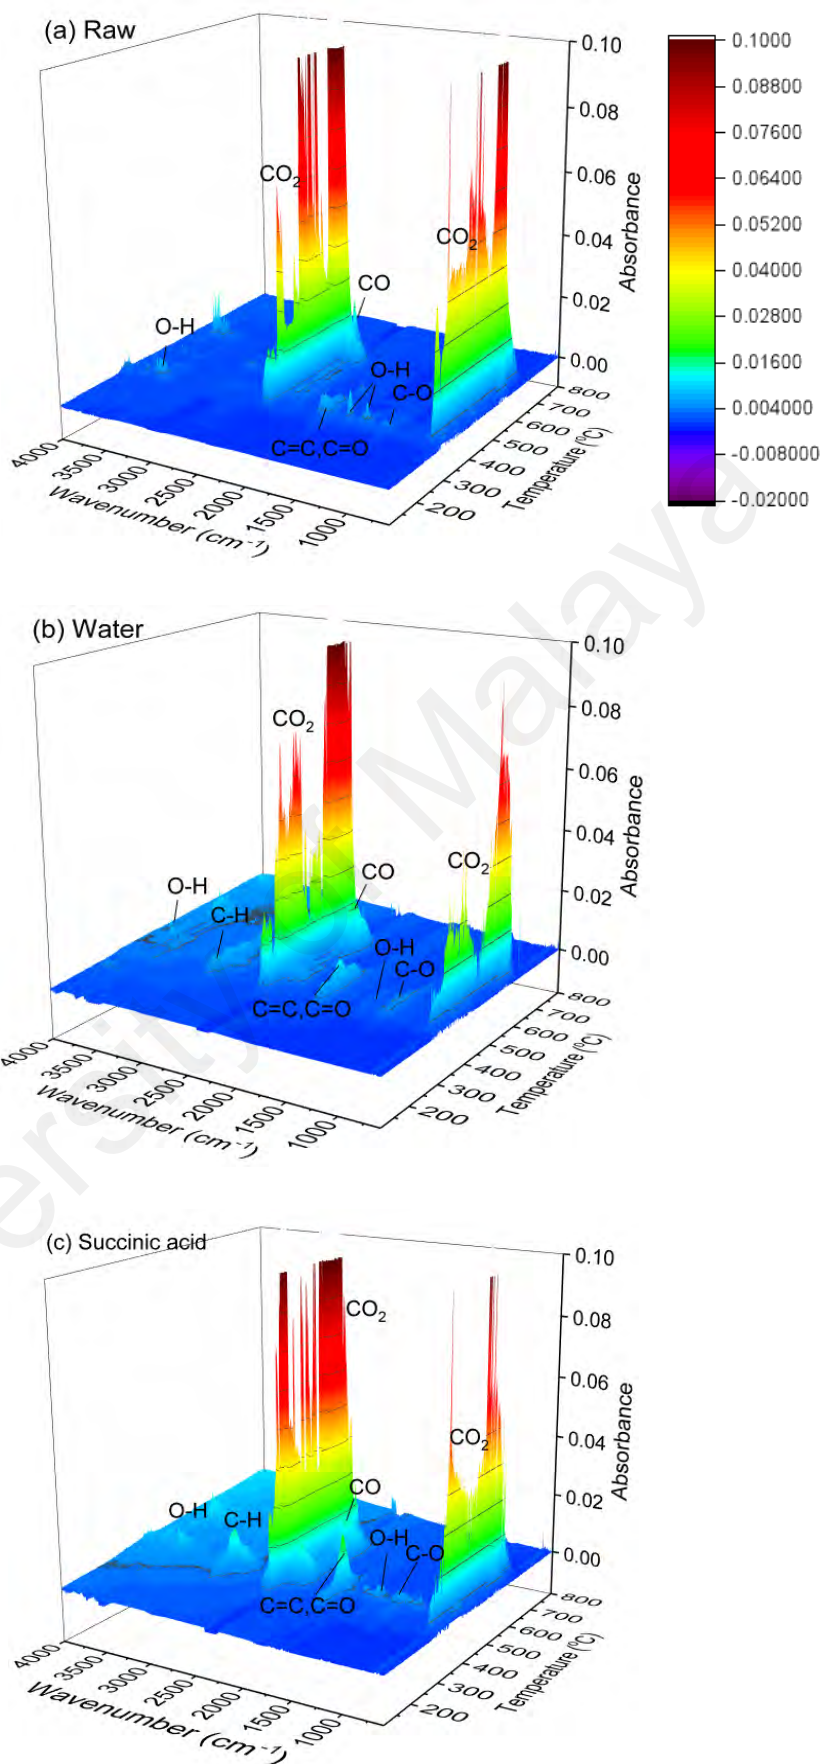 (a) Raw
0.10
0.08
0.06
0.04
0.02
0.00
Absorbance
CO2
CO2
CO
O-H
O-H
C-O
C=C,C=O
4000
3500
3000
2500
2000
1500
1000
Wavenumber (cm-1)
200
300
400
500
600
700
800
Temperature (ºC)
0.1000
0.08800
0.07600
0.06400
0.05200
0.04000
0.02800
0.01600
0.004000
-0.008000
-0.02000
(b) Water
0.10
0.08
0.06
0.04
0.02
0.00
Absorbance
CO2
CO2
CO
O-H
C-H
O-H
C-O
C=C,C=O
4000
3500
3000
2500
2000
1500
1000
Wavenumber (cm-1)
200
300
400
500
600
700
800
Temperature (ºC)
(c) Succinic acid
0.10
0.08
0.06
0.04
0.02
0.00
Absorbance
CO2
CO2
CO
O-H
C-H
O-H
C-O
C=C,C=O
4000
3500
3000
2500
2000
1500
1000
Wavenumber (cm-1)
200
300
400
500
600
700
800
Temperature (ºC)
ersity of Malaya